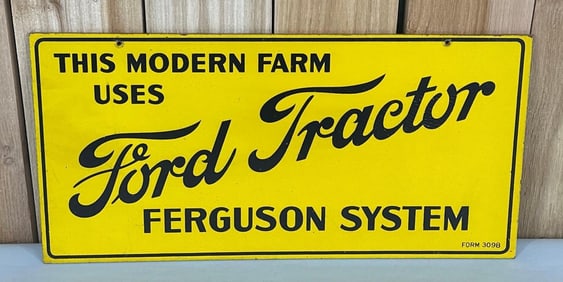 THIS MODERN FARM
USES
Ford Tractor
FERGUSON SYSTEM
FORM 3098